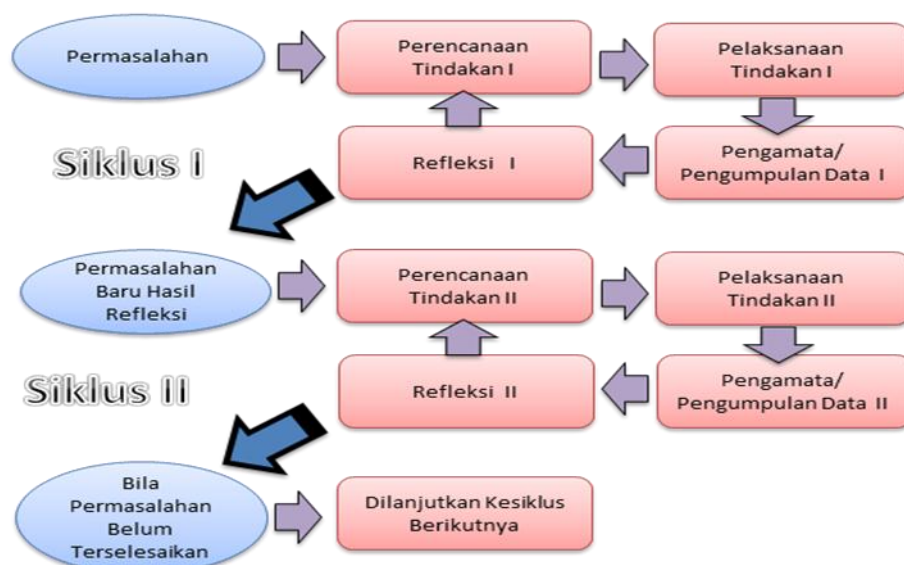 Permasalahan
Perencanaan
Tindakan I
Pelaksanaan
Tindakan I
Siklus I
Refleksi I
Pengamata/
Pengumpulan Data I
Permasalahan
Baru Hasil
Refleksi
Perencanaan
Tindakan II
Pelaksanaan
Tindakan II
Siklus II
Refleksi II
Pengamata/
Pengumpulan Data II
Bila
Permasalahan
Belum
Terselesaikan
Dilanjutkan Kesiklus
Berikutnya